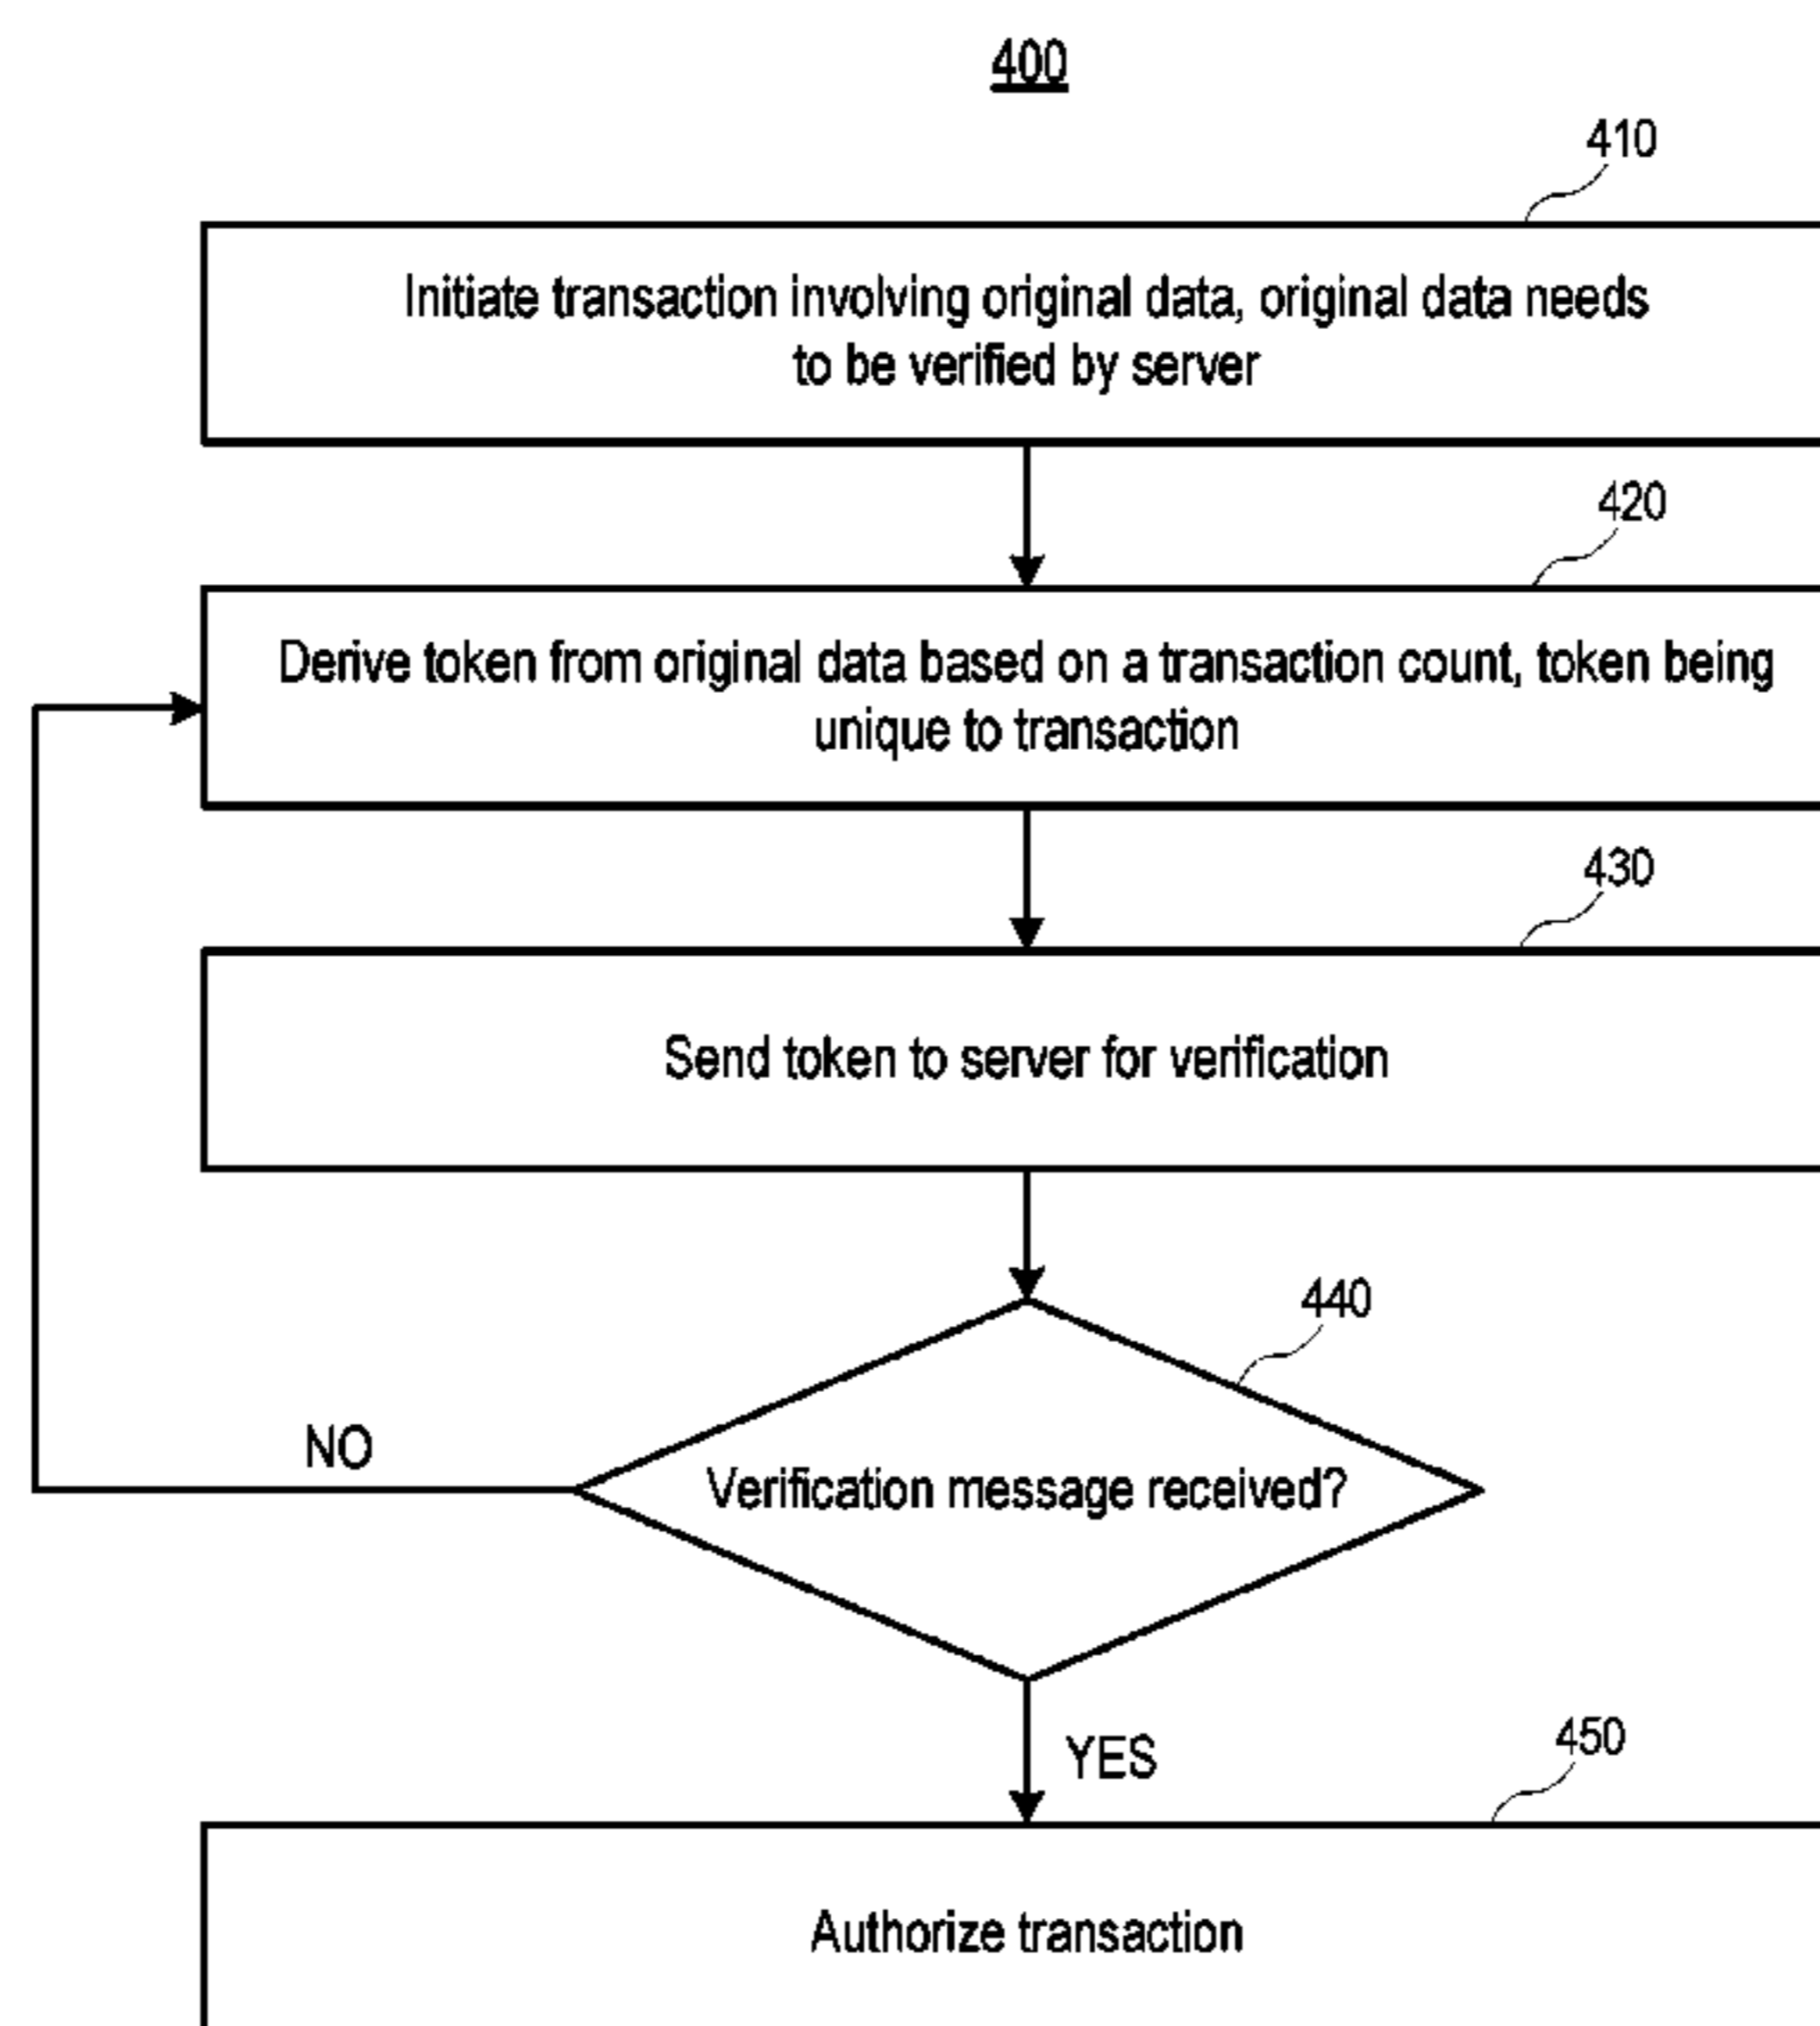 400
410
Initiate transaction involving original data, original data needs
to be verified by server
420
Derive token from original data based on a transaction count, token being
unique to transaction
430
Send token to server for verification
440
Verification message received?
NO
YES
450
Authorize transaction